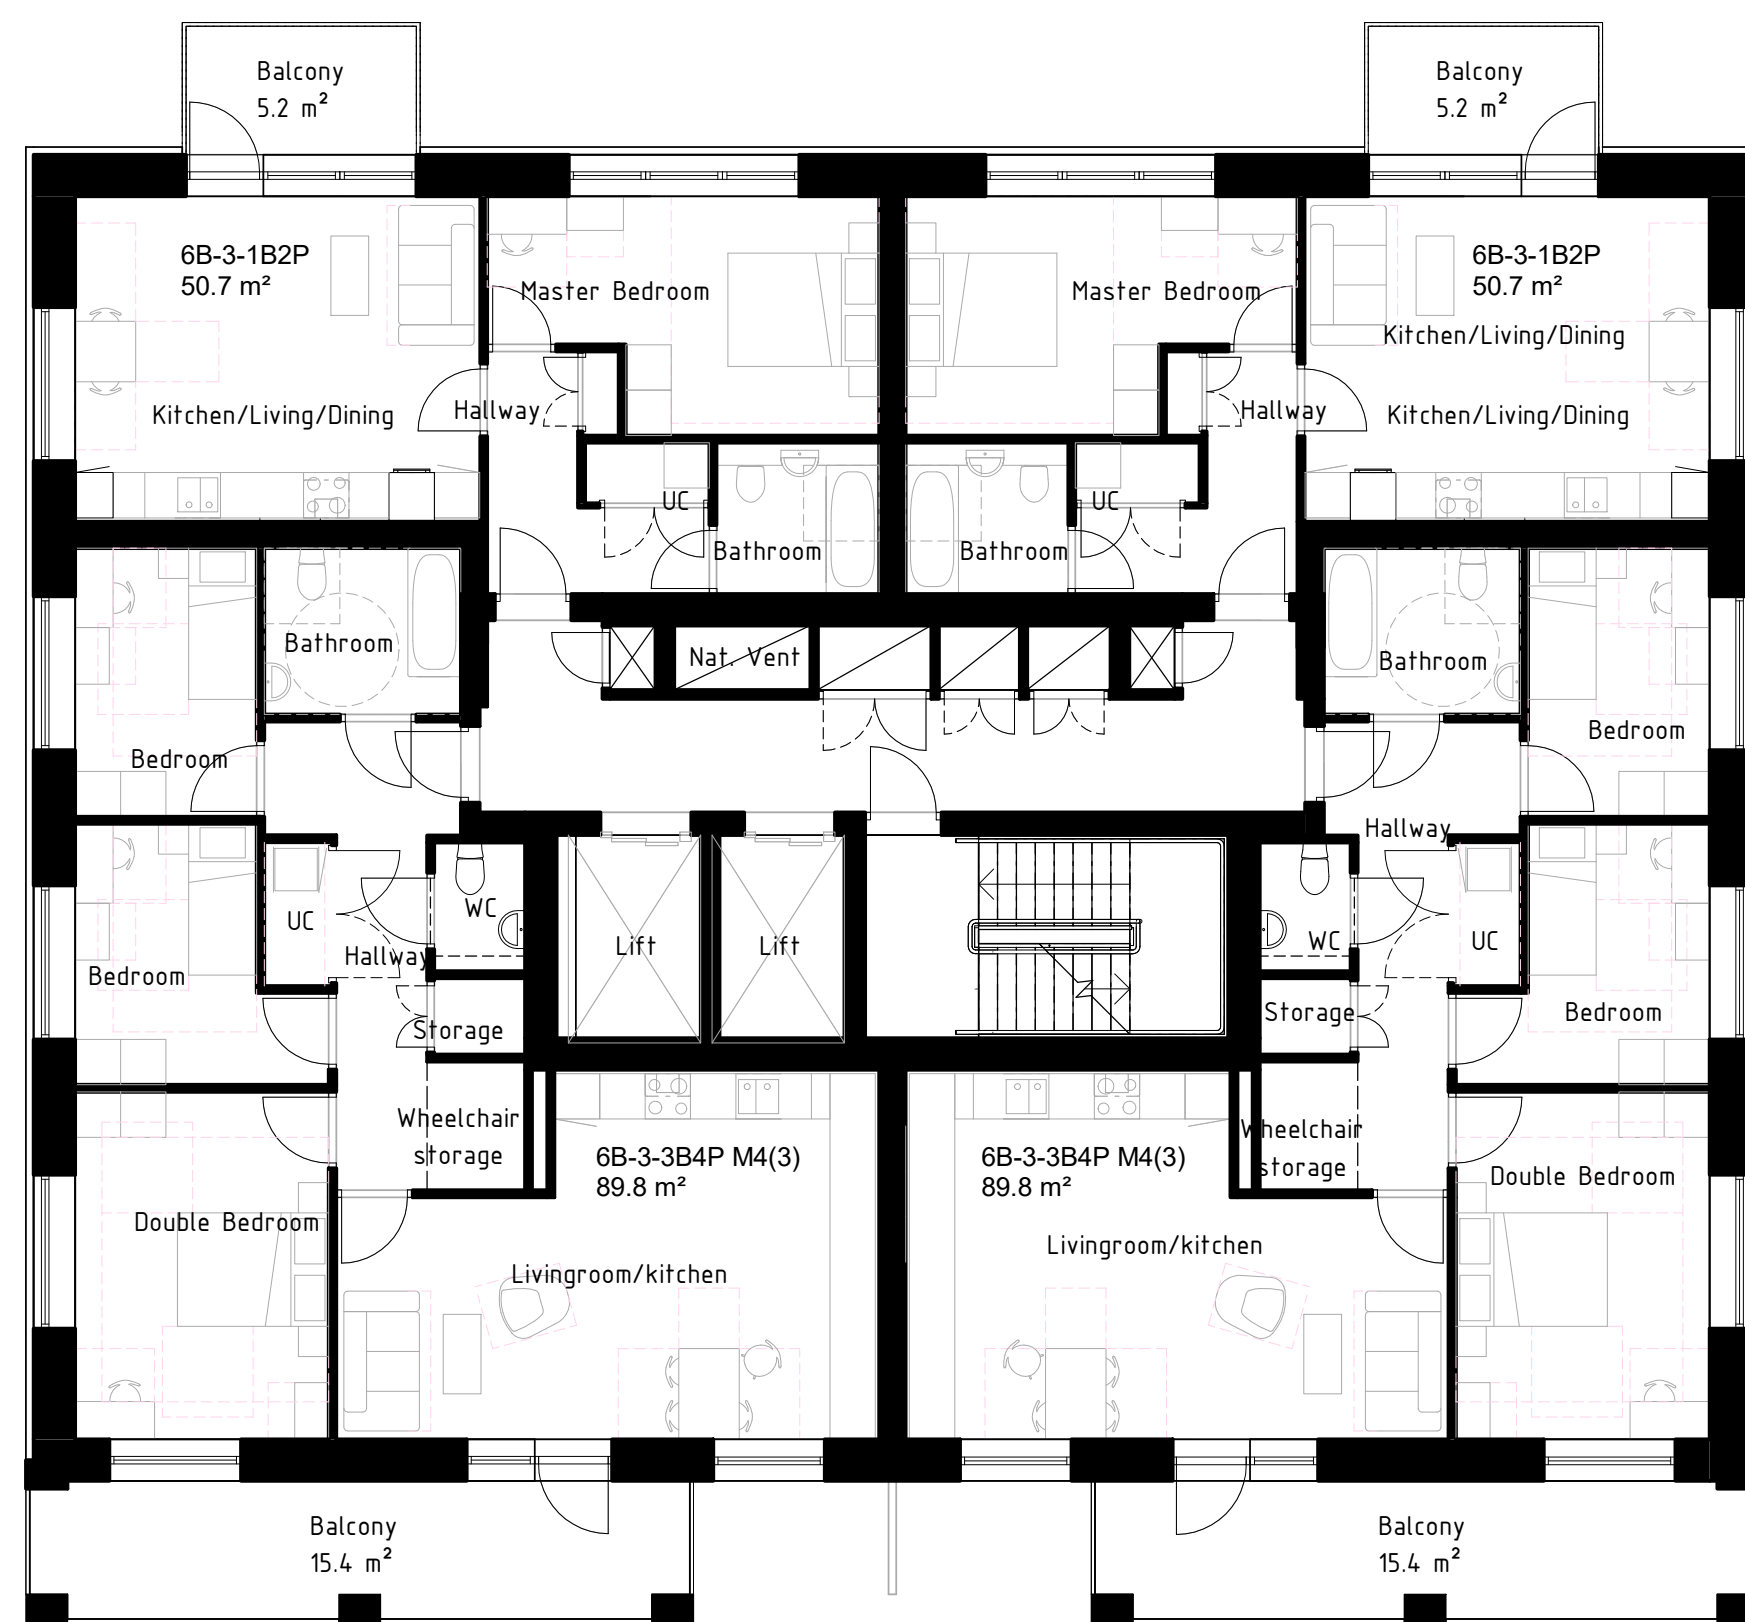 Balcony
5.2 m²
Balcony
5.2 m²
6B-3-1B2P
50.7 m²
6B-3-1B2P
50.7 m²
Master Bedroom
Master Bedroom
Kitchen/Living/Dining
Kitchen/Living/Dining
Hallway
Hallway
Kitchen/Living/Dining
UC
UC
Bathroom
Bathroom
Bathroom
Nat. Vent
Bathroom
Bedroom
Bedroom
Hallway
UC
WC
Lift
Lift
WC
UC
Hallway
Bedroom
Storage
Storage
Bedroom
Wheelchair
storage
Wheelchair
storage
6B-3-3B4P M4(3)
89.8 m²
6B-3-3B4P M4(3)
89.8 m²
Double Bedroom
Double Bedroom
Livingroom/kitchen
Livingroom/kitchen
Balcony
15.4 m²
Balcony
15.4 m²